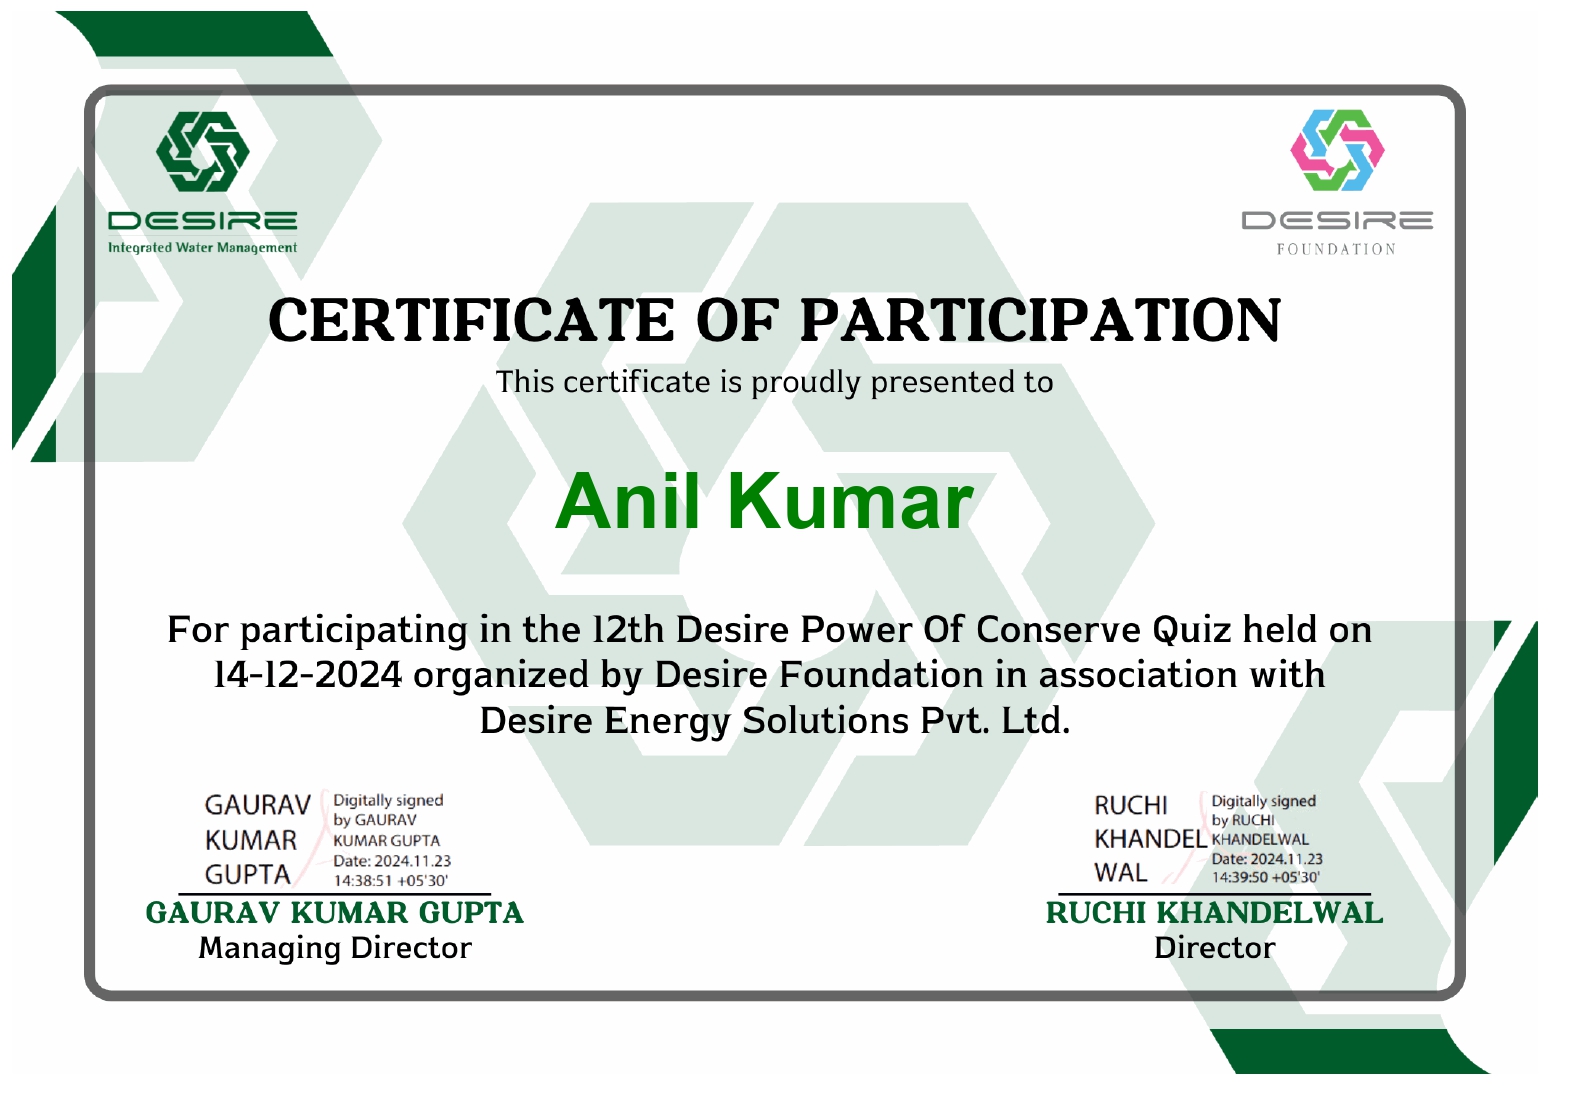 DESIRE
Integrated Water Management
DESIRE
FOUNDATION
CERTIFICATE OF PARTICIPATION
This certificate is proudly presented to
Anil Kumar
For participating in the 12th Desire Power Of Conserve Quiz held on
14-12-2024 organized by Desire Foundation in association with
Desire Energy Solutions Pvt. Ltd.
GAURAV
KUMAR
GUPTA
Digitally signed
by GAURAV
KUMAR GUPTA
Date: 2024.11.23
14:38:51 +05'30'
GAURAV KUMAR GUPTA
Managing Director
RUCHI
KHANDEL
WAL
Digitally signed
by RUCHI
KHANDELWAL
Date: 2024.11.23
14:39:50 +05'30'
RUCHI KHANDELWAL
Director